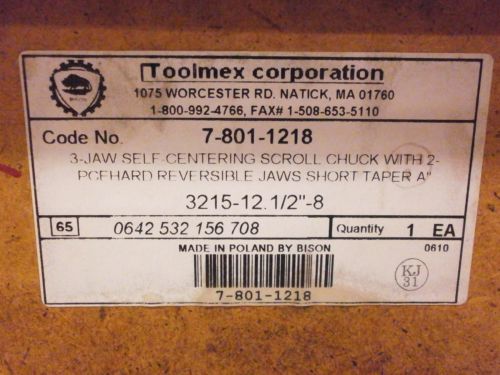 Toolmex corporation
1075 WORCESTER RD. NATICK, MA 01760
1-800-992-4766, FAX# 1-508-653-5110
Code No. 7-801-1218
3-JAW SELF-CENTERING SCROLL CHUCK WITH 2-
PCEHARD REVERSIBLE JAWS SHORT TAPER A"
3215-12.1/2"-8
65 0642 532 156 708 Quantity 1 EA
MADE IN POLAND BY BISON 0610
KJ
31
7-801-1218